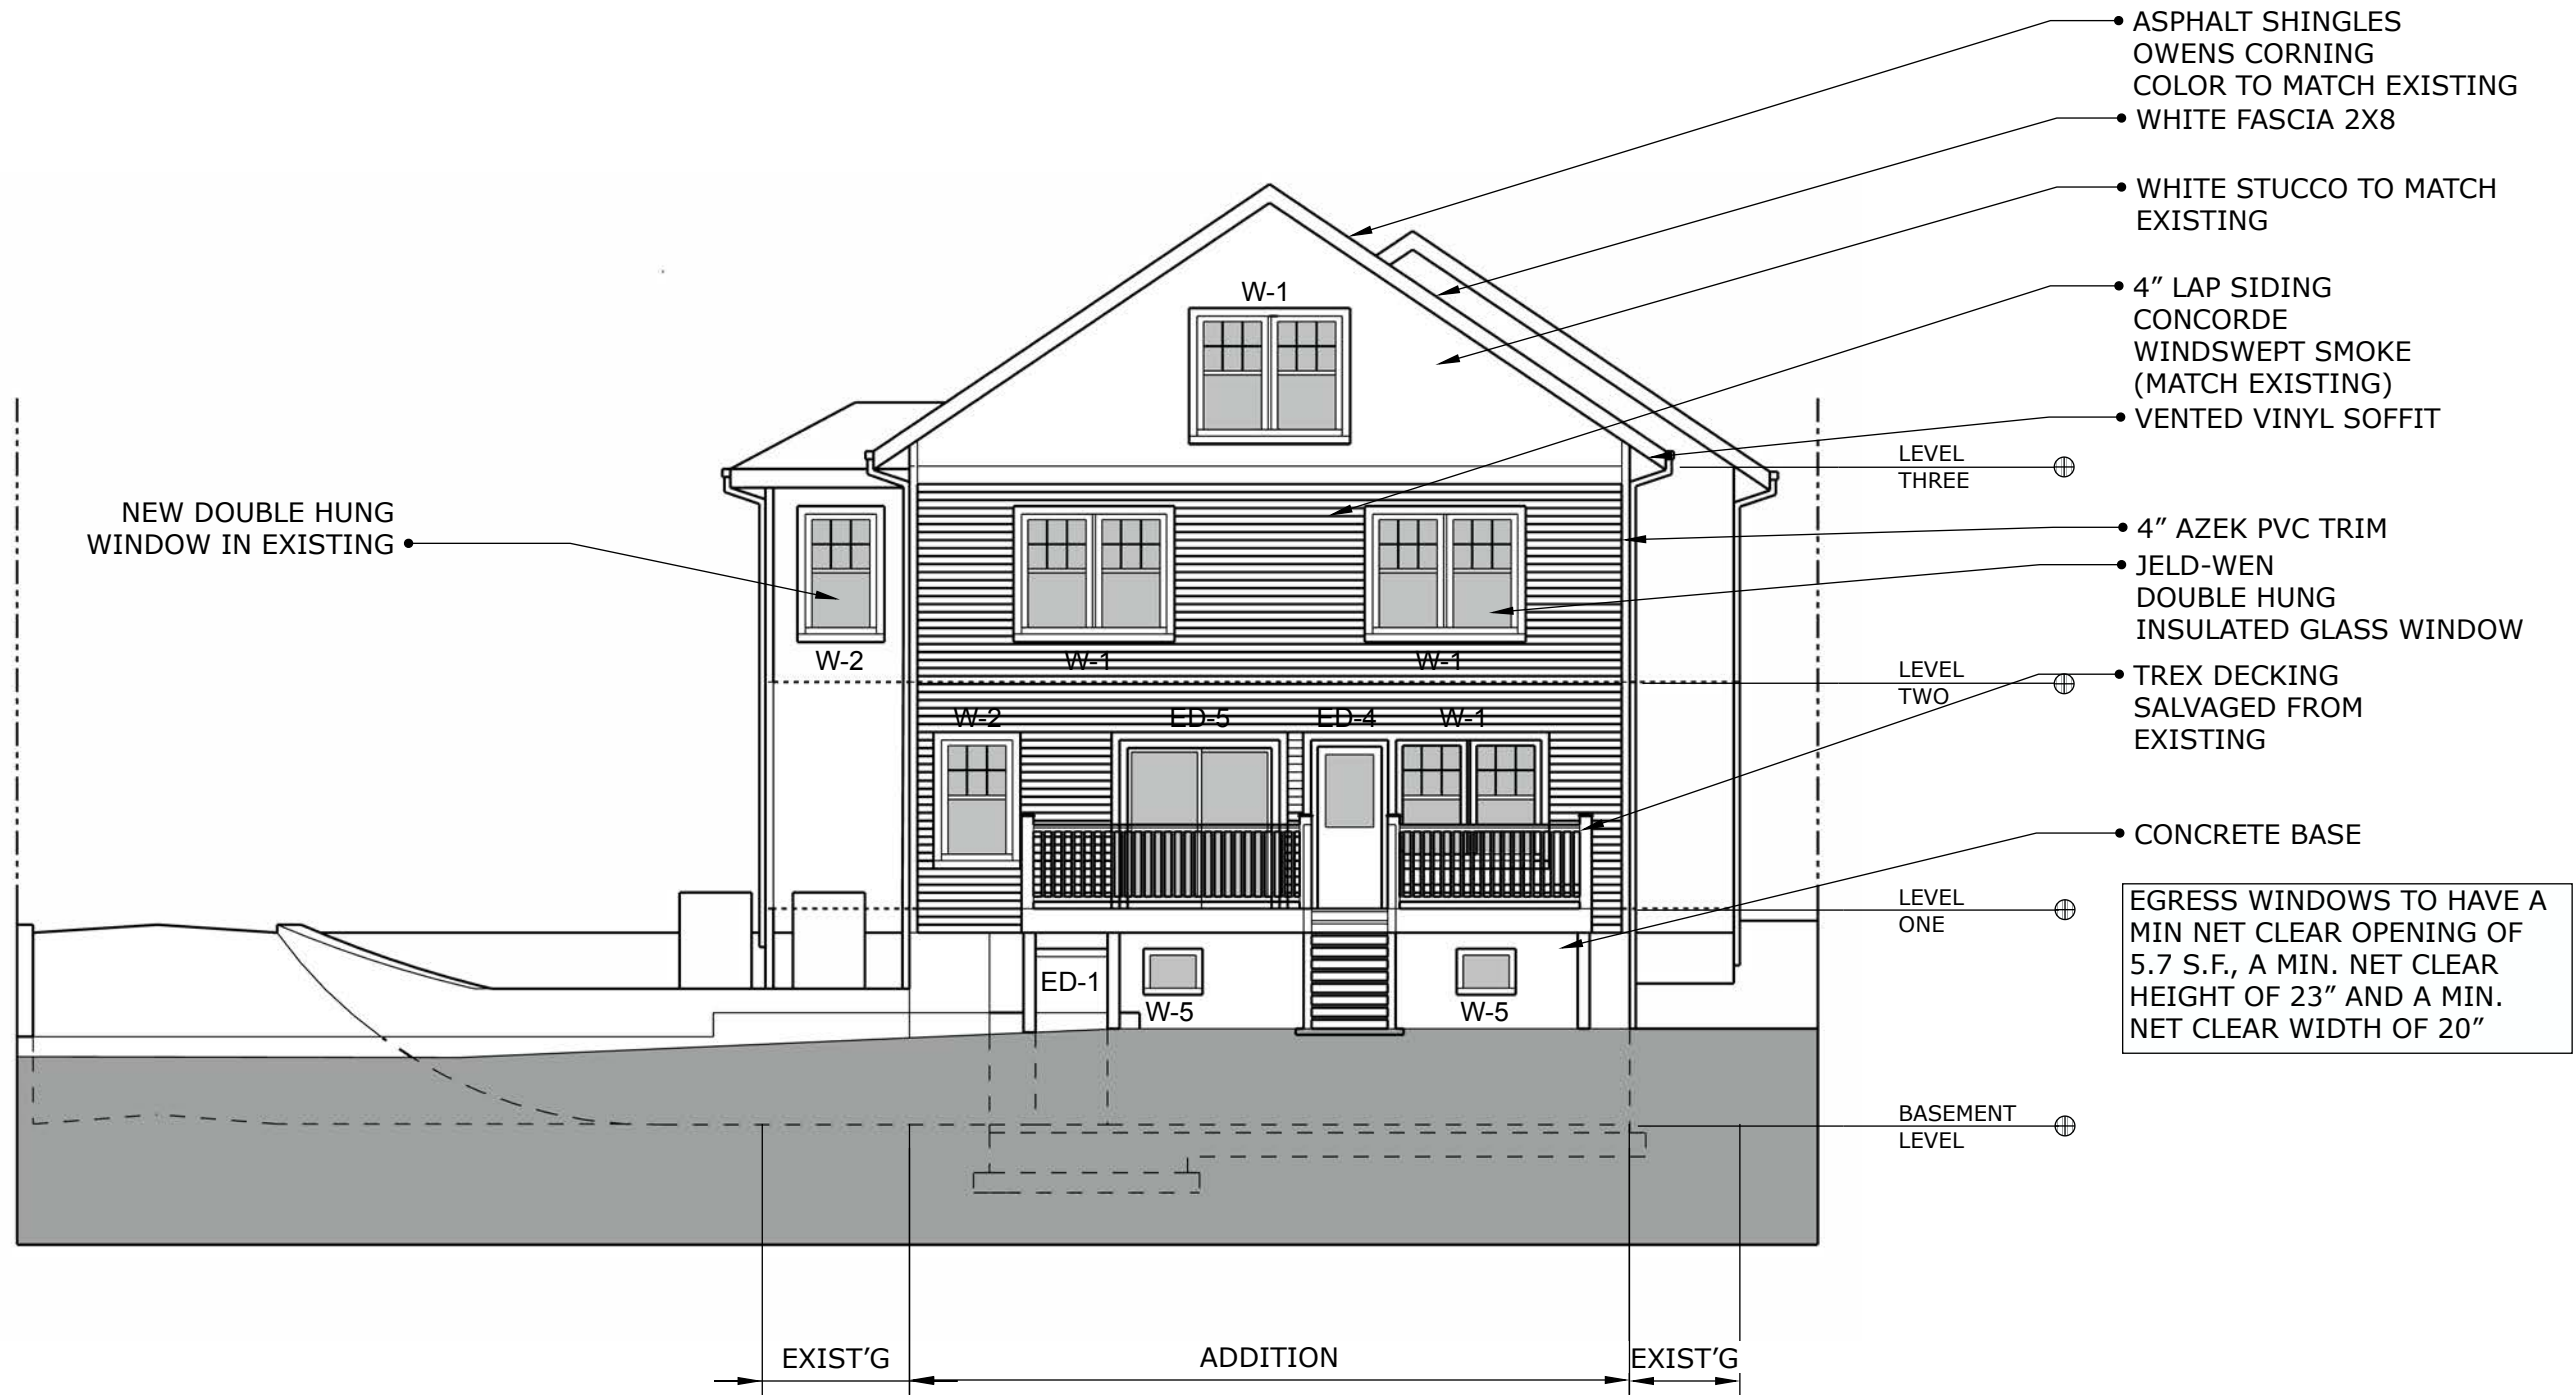 ASPHALT SHINGLES
OWENS CORNING
COLOR TO MATCH EXISTING
WHITE FASCIA 2X8
WHITE STUCCO TO MATCH
EXISTING
W-1
4” LAP SIDING
CONCORDE
WINDSWEPT SMOKE
(MATCH EXISTING)
VENTED VINYL SOFFIT
LEVEL
THREE
NEW DOUBLE HUNG
WINDOW IN EXISTING
4” AZEK PVC TRIM
JELD-WEN
DOUBLE HUNG
INSULATED GLASS WINDOW
W-2
W-1
W-1
LEVEL
TWO
TREX DECKING
SALVAGED FROM
EXISTING
W-2
ED-5
ED-4
W-1
CONCRETE BASE
LEVEL
ONE
EGRESS WINDOWS TO HAVE A
MIN NET CLEAR OPENING OF
5.7 S.F., A MIN. NET CLEAR
HEIGHT OF 23” AND A MIN.
NET CLEAR WIDTH OF 20”
ED-1
W-5
W-5
BASEMENT
LEVEL
EXIST’G
ADDITION
EXIST’G